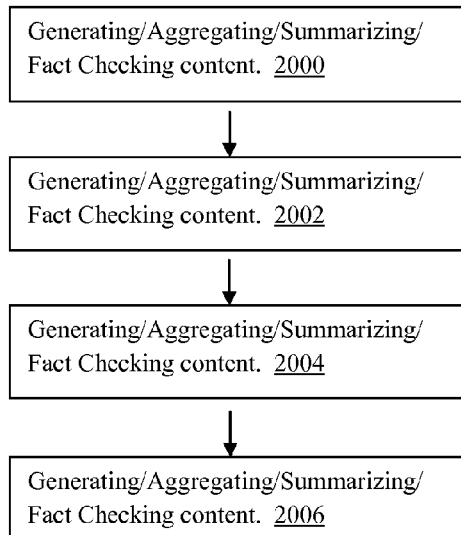 Generating/Aggregating/Summarizing/
Fact Checking content. 2000
Generating/Aggregating/Summarizing/
Fact Checking content. 2002
Generating/Aggregating/Summarizing/
Fact Checking content. 2004
Generating/Aggregating/Summarizing/
Fact Checking content. 2006